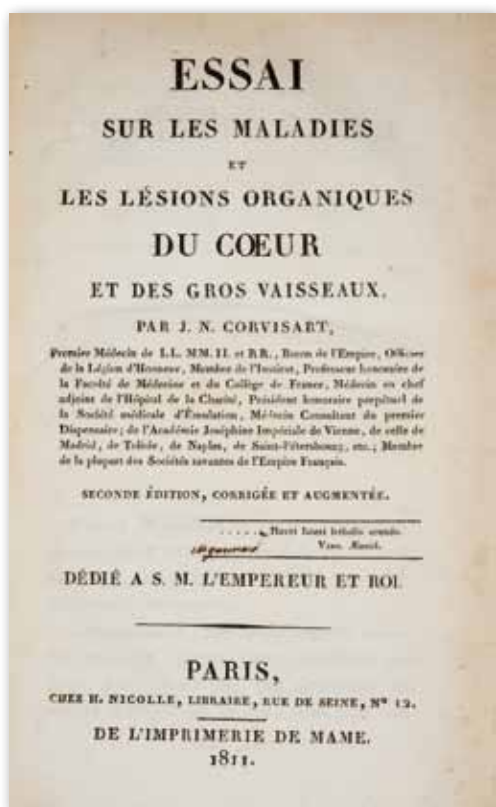 ESSAI
SUR LES MALADIES
ET
LES LÉSIONS ORGANIQUES
DU CŒUR
ET DES GROS VAISSEAUX.
PAR J. N. CORVISART,
Premier Médecin de LL. MM. II. et RR., Baron de l'Empire, Officier
de la Légion d'Honneur, Membre de l'Institut, Professeur honoraire de
la Faculté de Médecine et du Collège de France, Médecin en chef
adjoint de l'Hôpital de la Charité, Président honoraire perpétuel de
la Société médicale d'Émulation, Médecin Consultant du premier
Dispensaire; de l'Académie Joséphine Impériale de Vienne, de celle de
Madrid, de Tolède, de Naples, de Saint-Pétersbourg, etc.; Membre
de la plupart des Sociétés savantes de l'Empire Français.
SECONDE ÉDITION, CORRIGÉE ET AUGMENTÉE.
..... Hæret lateri lethalis arundo.
Virg. Æneid.
DÉDIÉ A S. M. L'EMPEREUR ET ROI.
PARIS,
CHEZ H. NICOLLE, LIBRAIRE, RUE DE SEINE, Nº 12.
DE L'IMPRIMERIE DE MAME.
1811.